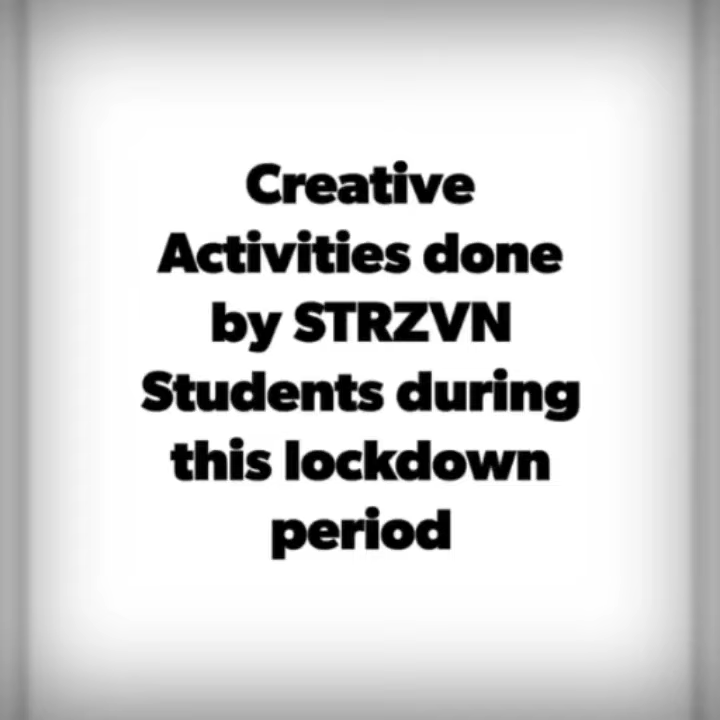 Creative
Activities done
by STRZVN
Students during
this lockdown
period